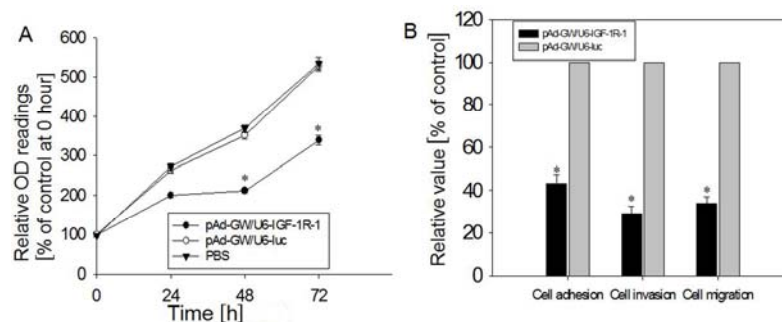 A
Relative OD readings
[% of control at 0 hour]
600
500
400
300
200
100
0
*
*
pAd-GW/U6-IGF-1R-1
pAd-GW/U6-luc
PBS
0
24
48
72
Time [h]
B
Relative value [% of control]
120
100
80
60
40
20
0
pAd-GW/U6-IGF-1R-1
pAd-GW/U6-luc
*
*
*
Cell adhesion
Cell invasion
Cell migration